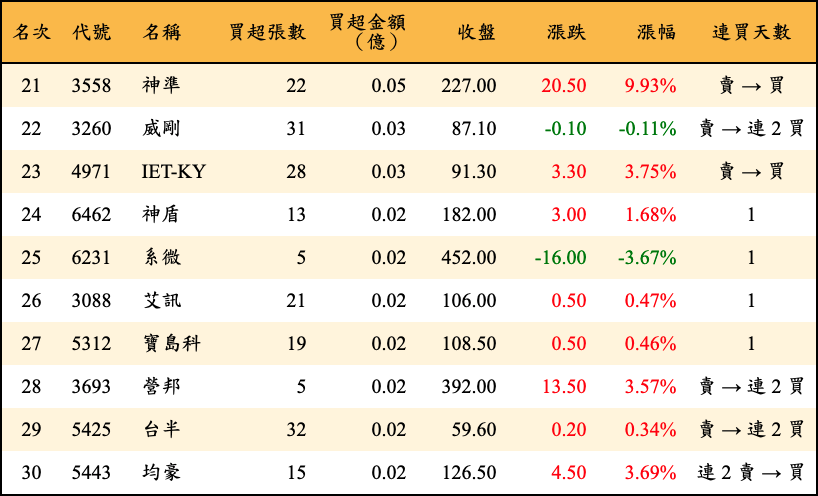 名次 代號 名稱 買超張數 買超金額（億） 收盤 漲跌 漲幅 連買天數
21 3558 神準 22 0.05 227.00 20.50 9.93% 賣→買
22 3260 威剛 31 0.03 87.10 -0.10 -0.11% 賣→連2買
23 4971 IET-KY 28 0.03 91.30 3.30 3.75% 賣→買
24 6462 神盾 13 0.02 182.00 3.00 1.68% 1
25 6231 系微 5 0.02 452.00 -16.00 -3.67% 1
26 3088 艾訊 21 0.02 106.00 0.50 0.47% 1
27 5312 寶島科 19 0.02 108.50 0.50 0.46% 1
28 3693 營邦 5 0.02 392.00 13.50 3.57% 賣→連2買
29 5425 台半 32 0.02 59.60 0.20 0.34% 賣→連2買
30 5443 均豪 15 0.02 126.50 4.50 3.69% 連2賣→買